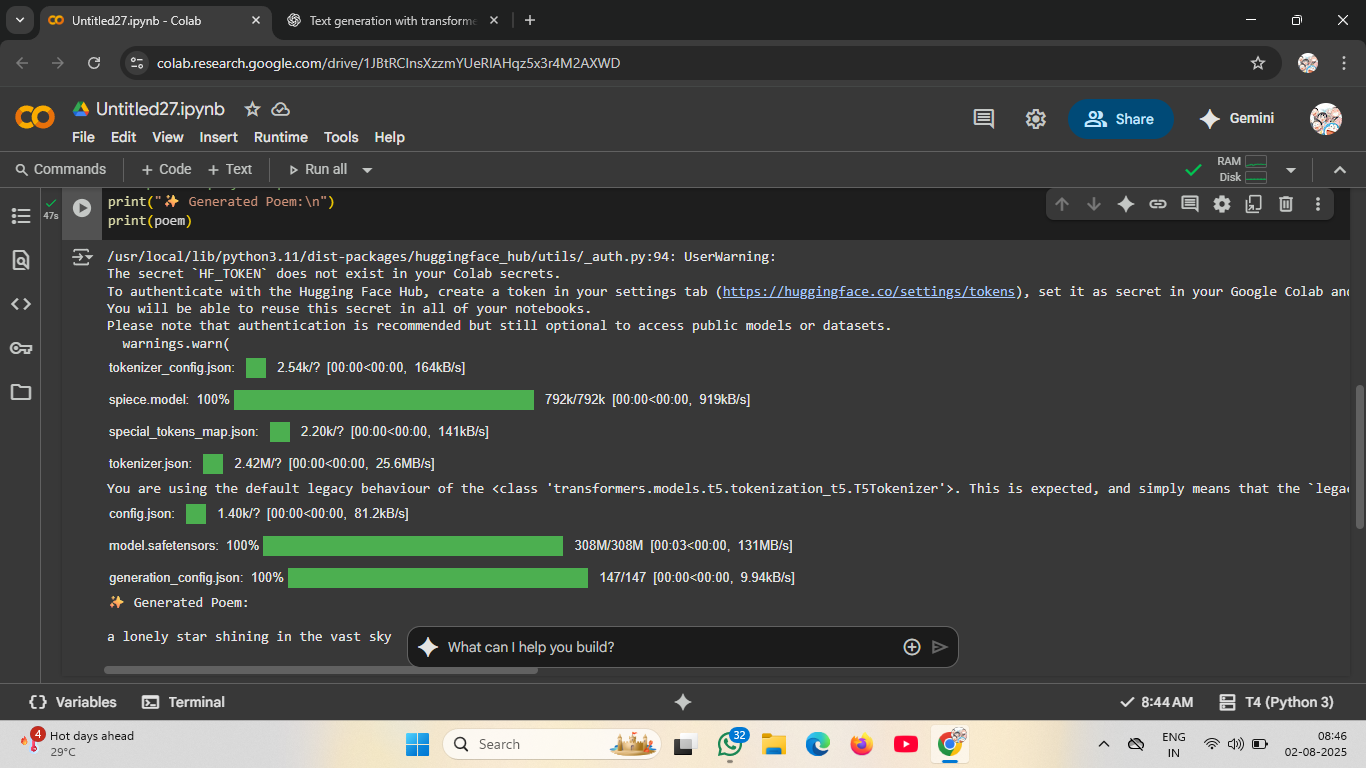 Untitled27.ipynb - Colab
Text generation with transforme
colab.research.google.com/drive/1JBtRCInsXzzmYUeRIAHqz5x3r4M2AXWD
Untitled27.ipynb
File Edit View Insert Runtime Tools Help
Share
Gemini
Commands + Code + Text Run all
RAM
Disk
47s
print("✨ Generated Poem:\n")
print(poem)
/usr/local/lib/python3.11/dist-packages/huggingface_hub/utils/_auth.py:94: UserWarning:
The secret `HF_TOKEN` does not exist in your Colab secrets.
To authenticate with the Hugging Face Hub, create a token in your settings tab (https://huggingface.co/settings/tokens), set it as secret in your Google Colab and
You will be able to reuse this secret in all of your notebooks.
Please note that authentication is recommended but still optional to access public models or datasets.
warnings.warn(
tokenizer_config.json: 2.54k/? [00:00<00:00, 164kB/s]
spiece.model: 100% 792k/792k [00:00<00:00, 919kB/s]
special_tokens_map.json: 2.20k/? [00:00<00:00, 141kB/s]
tokenizer.json: 2.42M/? [00:00<00:00, 25.6MB/s]
You are using the default legacy behaviour of the <class 'transformers.models.t5.tokenization_t5.T5Tokenizer'>. This is expected, and simply means that the `legac
config.json: 1.40k/? [00:00<00:00, 81.2kB/s]
model.safetensors: 100% 308M/308M [00:03<00:00, 131MB/s]
generation_config.json: 100% 147/147 [00:00<00:00, 9.94kB/s]
✨ Generated Poem:
a lonely star shining in the vast sky
What can I help you build?
Variables Terminal
8:44 AM T4 (Python 3)
4
Hot days ahead
29°C
Search
32
ENG
IN
08:46
02-08-2025